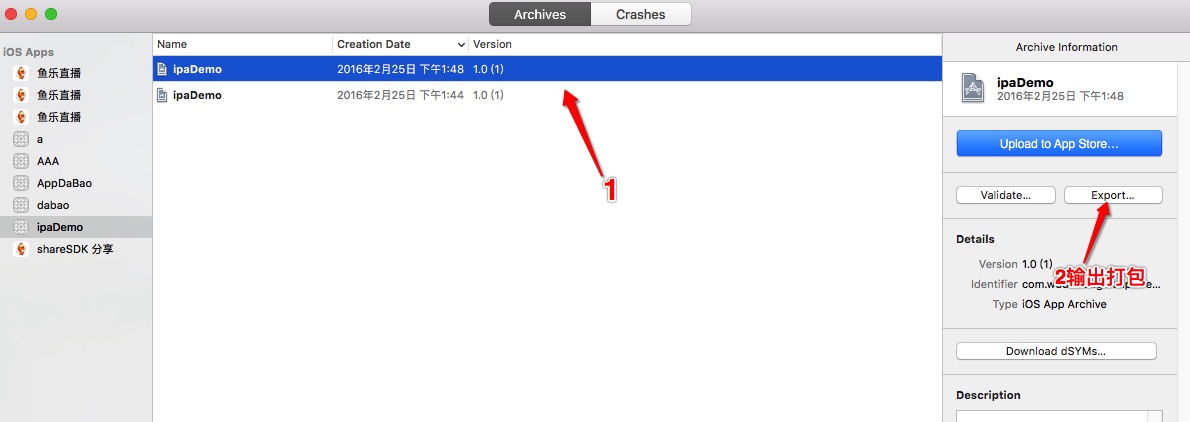 Archives Crashes
iOS Apps
鱼乐直播
鱼乐直播
鱼乐直播
a
AAA
AppDaBao
dabao
ipaDemo
shareSDK 分享
Name Creation Date Version
ipaDemo 2016年2月25日 下午1:48 1.0 (1)
ipaDemo 2016年2月25日 下午1:44 1.0 (1)
1
Archive Information
ipaDemo
2016年2月25日 下午1:48
Upload to App Store...
Validate... Export...
2输出打包
Details
Version 1.0 (1)
Identifier
Type iOS App Archive
Download dSYMs...
Description